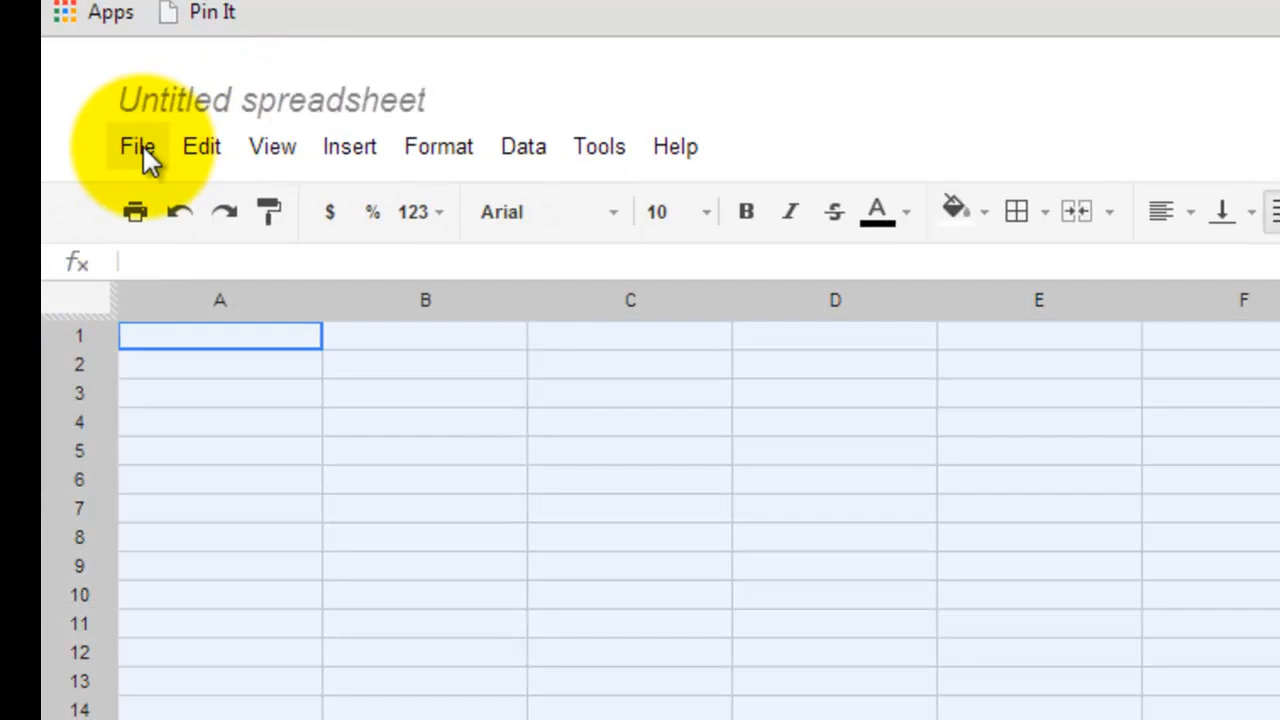 Apps Pin It
Untitled spreadsheet
File Edit View Insert Format Data Tools Help
$ % 123 Arial 10 B I S A
fx
A B C D E F
1
2
3
4
5
6
7
8
9
10
11
12
13
14